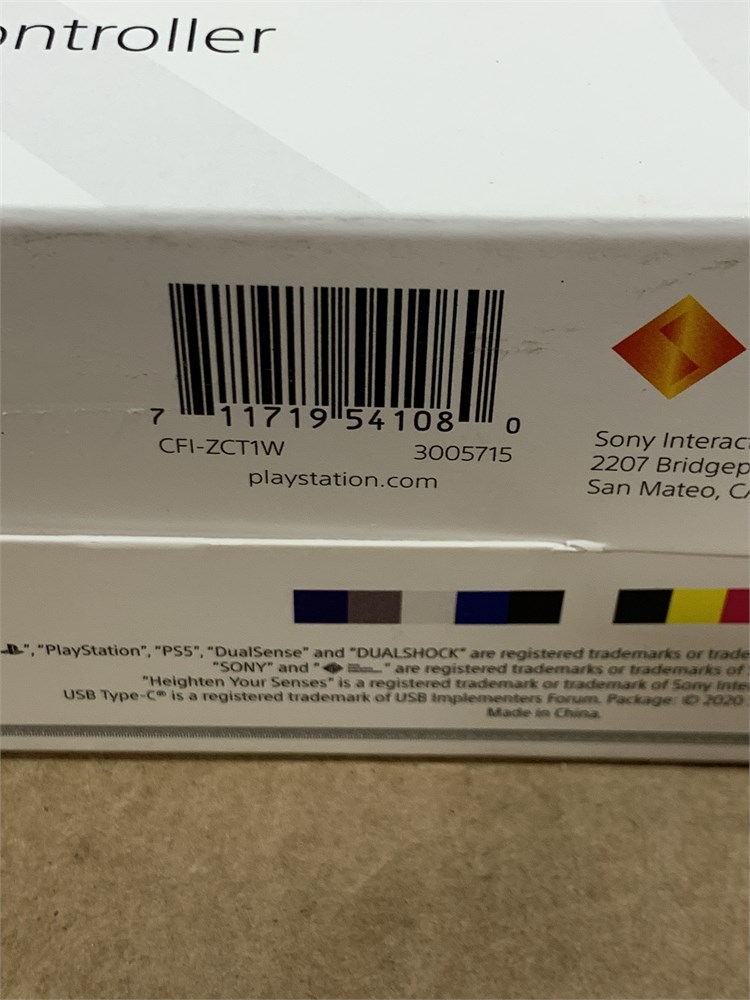 ontroller
7 11719 54108 0
CFI-ZCT1W 3005715
playstation.com
Sony Interac
2207 Bridgep
San Mateo, CA
", "PlayStation", "PS5", "DualSense" and "DUALSHOCK" are registered trademarks or trade
"SONY" and " " are registered trademarks or trademarks of
"Heighten Your Senses" is a registered trademark or trademark of Sony Inte
USB Type-C® is a registered trademark of USB Implementers Forum. Package: © 2020
Made in China.